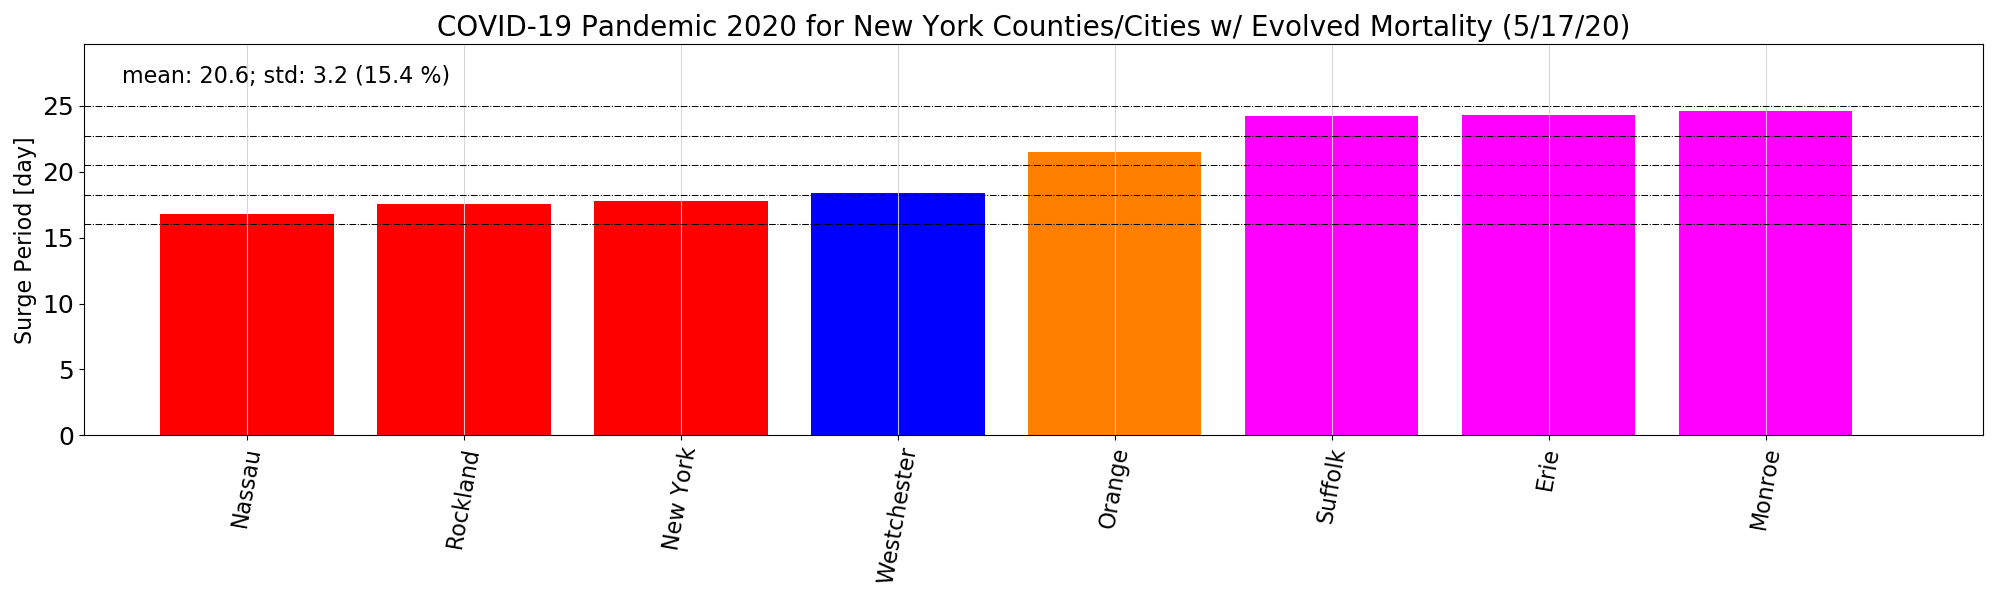 COVID-19 Pandemic 2020 for New York Counties/Cities w/ Evolved Mortality (5/17/20)
mean: 20.6; std: 3.2 (15.4 %)
Surge Period [day]
25
20
15
10
5
0
Nassau
Rockland
New York
Westchester
Orange
Suffolk
Erie
Monroe